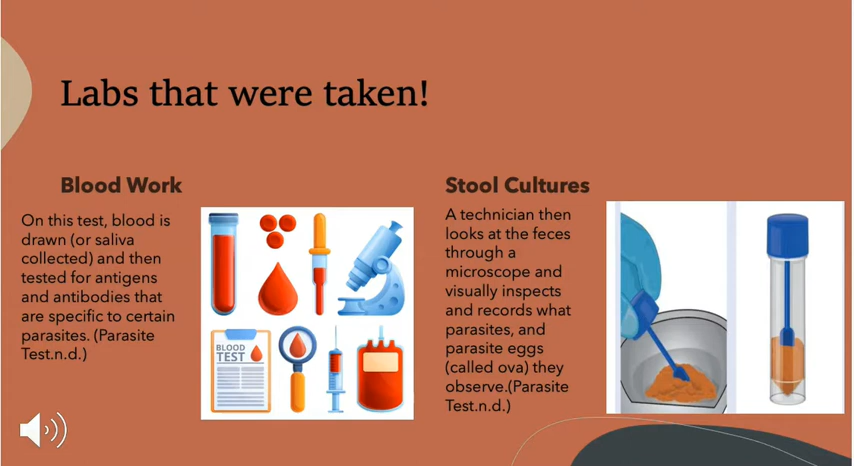 Labs that were taken!
Blood Work
On this test, blood is
drawn (or saliva
collected) and then
tested for antigens
and antibodies that
are specific to certain
parasites. (Parasite
Test.n.d.)
BLOOD
TEST
Stool Cultures
A technician then
looks at the feces
through a
microscope and
visually inspects
and records what
parasites, and
parasite eggs
(called ova) they
observe.(Parasite
Test.n.d.)